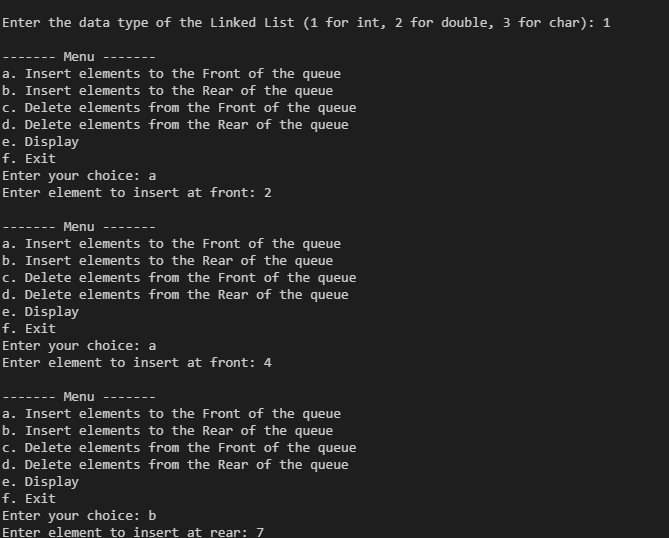 Enter the data type of the Linked List (1 for int, 2 for double, 3 for char): 1
------- Menu -------
a. Insert elements to the Front of the queue
b. Insert elements to the Rear of the queue
c. Delete elements from the Front of the queue
d. Delete elements from the Rear of the queue
e. Display
f. Exit
Enter your choice: a
Enter element to insert at front: 2
------- Menu -------
a. Insert elements to the Front of the queue
b. Insert elements to the Rear of the queue
c. Delete elements from the Front of the queue
d. Delete elements from the Rear of the queue
e. Display
f. Exit
Enter your choice: a
Enter element to insert at front: 4
------- Menu -------
a. Insert elements to the Front of the queue
b. Insert elements to the Rear of the queue
c. Delete elements from the Front of the queue
d. Delete elements from the Rear of the queue
e. Display
f. Exit
Enter your choice: b
Enter element to insert at rear: 7